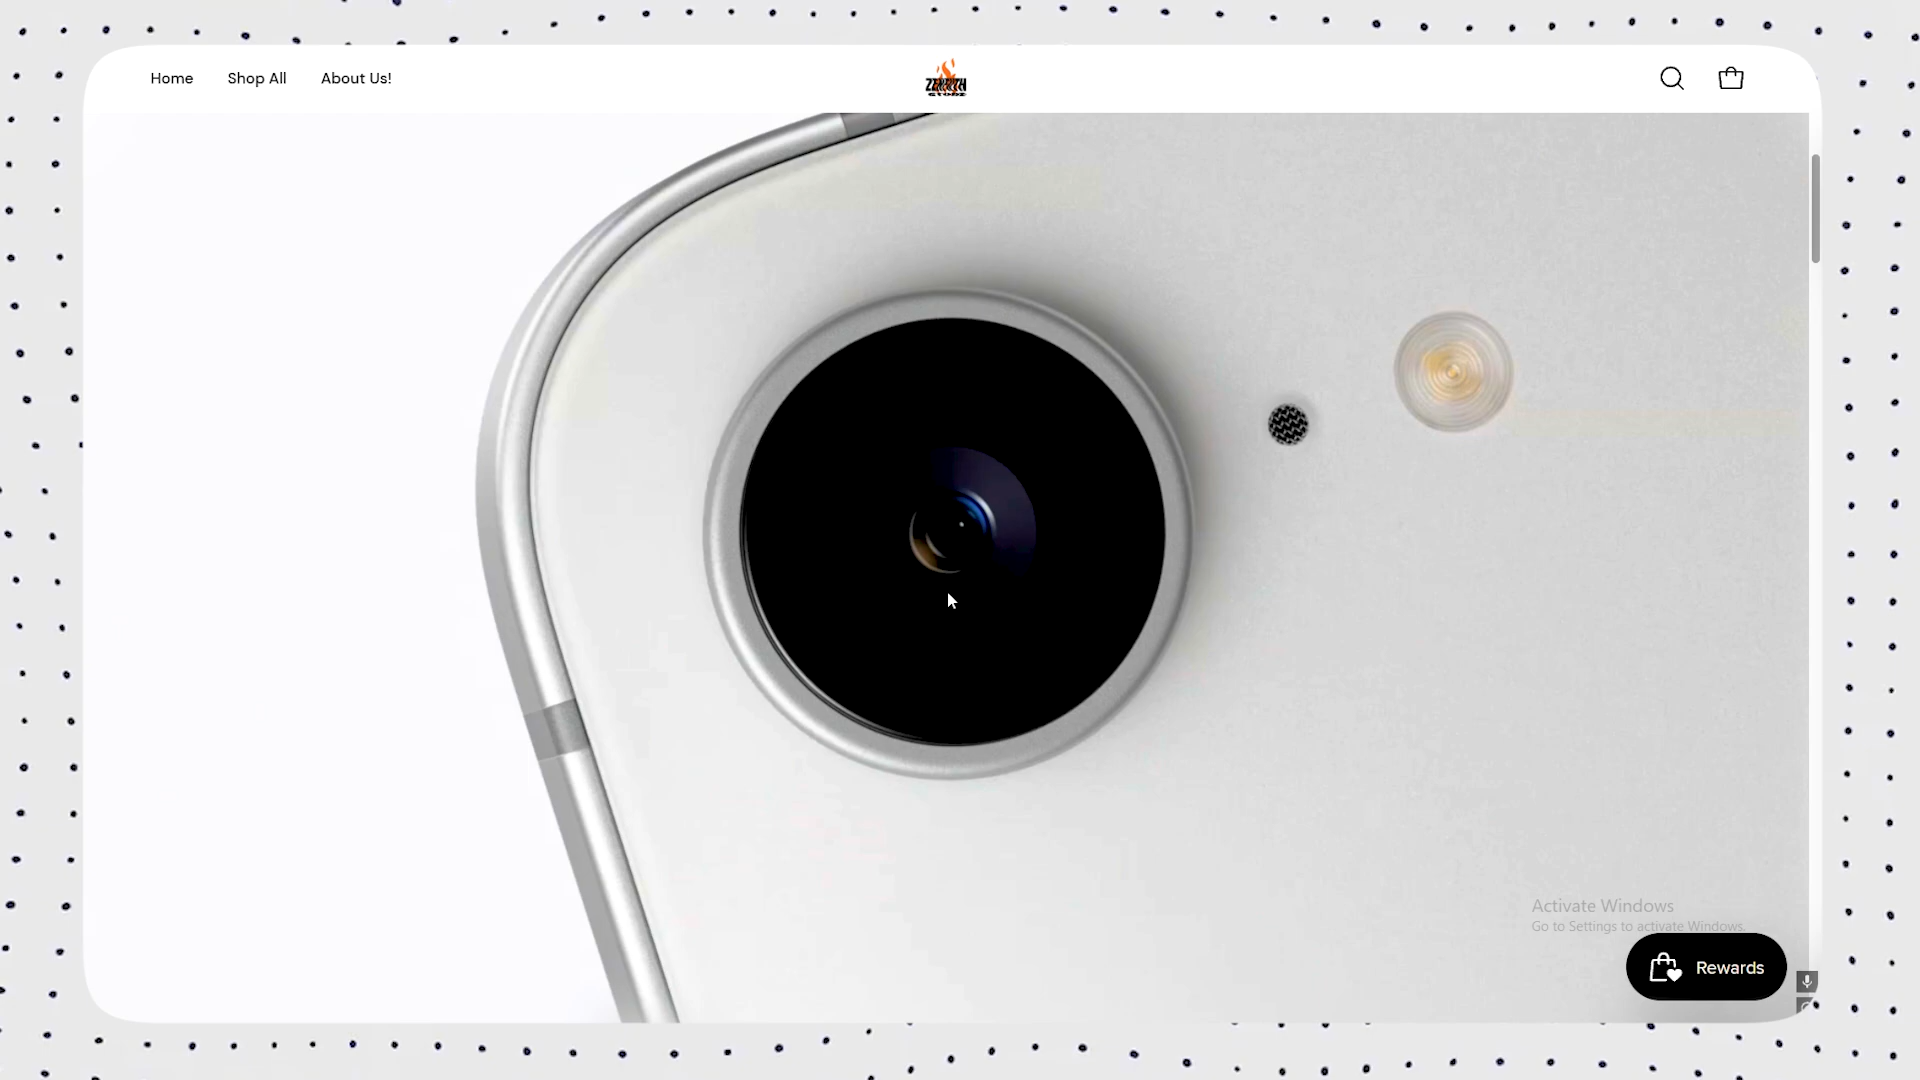 Home
Shop All
About Us!
Activate Windows
Go to Settings to activate Windows.
Rewards